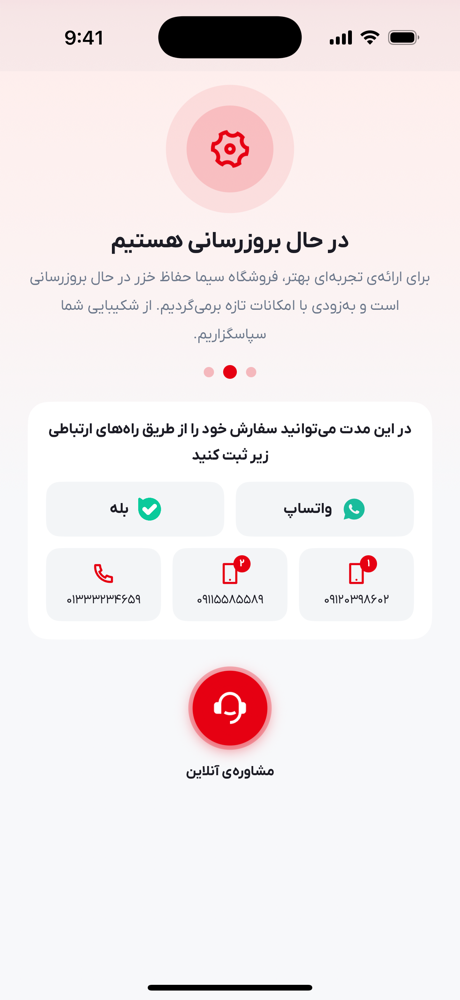 9:41
در حال بروزرسانی هستیم
برای ارائه‌ی تجربه‌ای بهتر، فروشگاه سیما حفاظ خزر در حال بروزرسانی
است و به‌زودی با امکانات تازه برمی‌گردیم. از شکیبایی شما
سپاسگزاریم.
در این مدت می‌توانید سفارش خود را از طریق راه‌های ارتباطی
زیر ثبت کنید
واتساپ
بله
۱
۰۹۱۲۰۳۹۸۶۰۲
۲
۰۹۱۱۵۵۸۵۵۸۹
۰۱۳۳۳۲۳۴۶۵۹
مشاوره‌ی آنلاین